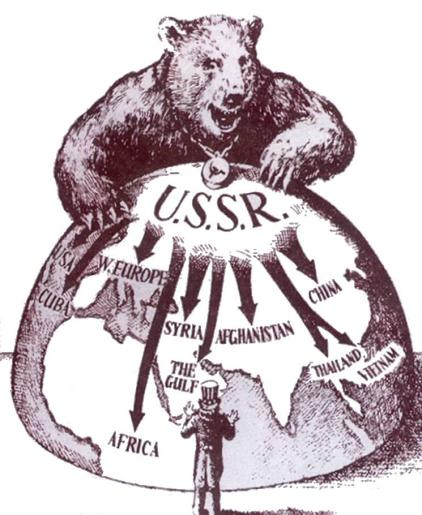 U.S.S.R.
USA
W. EUROPE
CUBA
SYRIA
AFGHANISTAN
CHINA
THE
GULF
THAILAND
VIETNAM
AFRICA